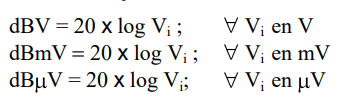 dBV = 20 x log Vᵢ ; ∀ Vᵢ en V
dBmV = 20 x log Vᵢ ; ∀ Vᵢ en mV
dBμV = 20 x log Vᵢ; ∀ Vᵢ en μV